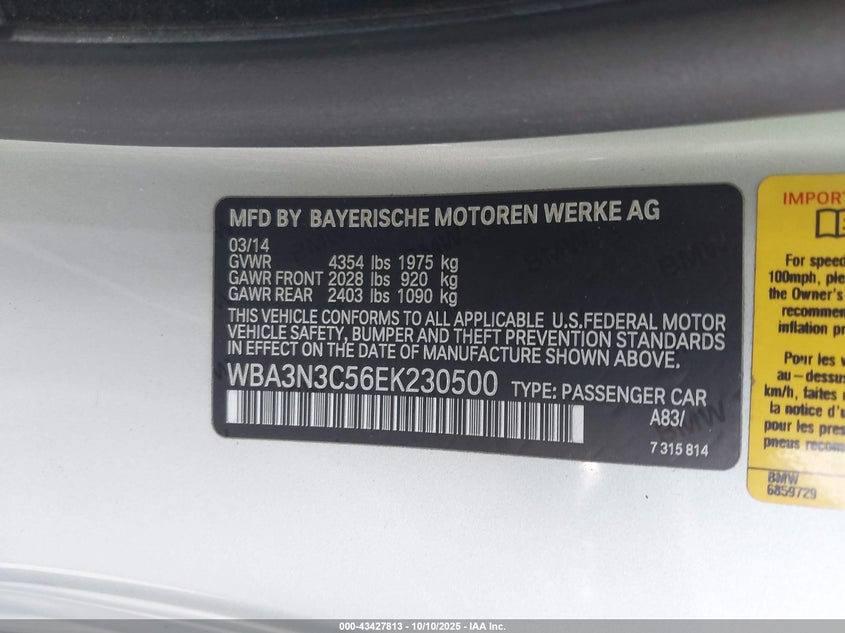 MFD BY BAYERISCHE MOTOREN WERKE AG
03/14
GVWR 4354 lbs 1975 kg
GAWR FRONT 2028 lbs 920 kg
GAWR REAR 2403 lbs 1090 kg
THIS VEHICLE CONFORMS TO ALL APPLICABLE U.S.FEDERAL MOTOR
VEHICLE SAFETY, BUMPER AND THEFT PREVENTION STANDARDS
IN EFFECT ON THE DATE OF MANUFACTURE SHOWN ABOVE.
WBA3N3C56EK230500 TYPE: PASSENGER CAR
A83/
7 315 814
IMPORT
For speed
100mph, ple
the Owner's
recommen
inflation pr
Pour les v
au-dessus
km/h, faites
la notice d'u
pour les pres
pneus recom
BMW
6859729
000-43427813 - 10/10/2025 - IAA Inc.